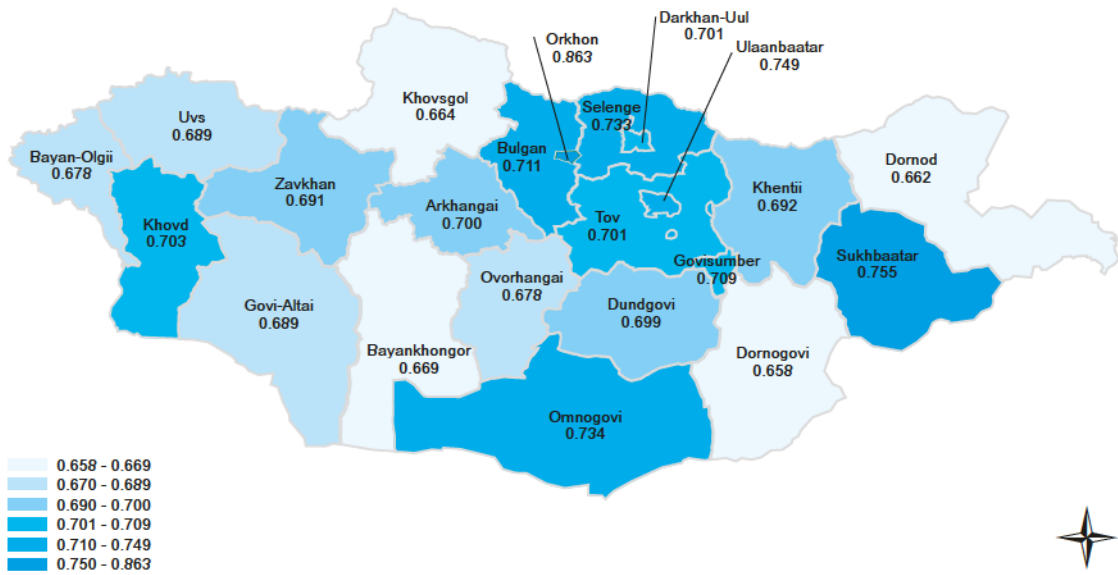 Darkhan-Uul
0.701
Orkhon
0.863
Ulaanbaatar
0.749
Khovsgol
0.664
Selenge
0.733
Uvs
0.689
Bulgan
0.711
Bayan-Olgii
0.678
Dornod
0.662
Zavkhan
0.691
Khentii
0.692
Arkhangai
0.700
Khovd
0.703
Tov
0.701
Sukhbaatar
0.755
Govisumber
0.709
Ovorhangai
0.678
Govi-Altai
0.689
Dundgovi
0.699
Bayankhongor
0.669
Dornogovi
0.658
Omnogovi
0.734
0.658 - 0.669
0.670 - 0.689
0.690 - 0.700
0.701 - 0.709
0.710 - 0.749
0.750 - 0.863